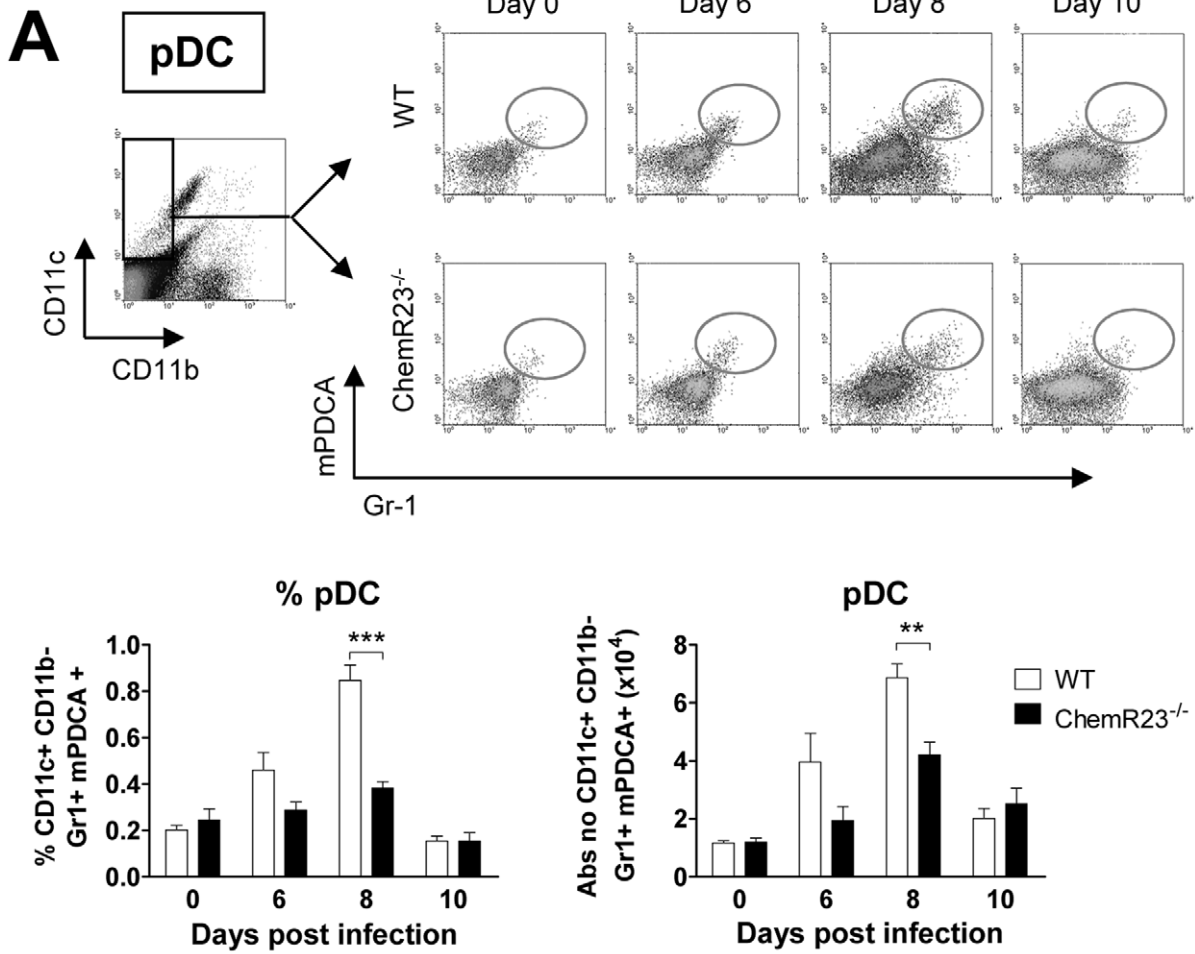 A
pDC
Day 0
Day 6
Day 8
Day 10
WT
ChemR23-/-
CD11c
CD11b
mPDCA
Gr-1
% pDC
% CD11c+ CD11b-
Gr1+ mPDCA +
1.0
0.8
0.6
0.4
0.2
0.0
***
0 6 8 10
Days post infection
pDC
Abs no CD11c+ CD11b-
Gr1+ mPDCA+ (x10⁴)
8
6
4
2
0
**
0 6 8 10
Days post infection
WT
ChemR23-/-